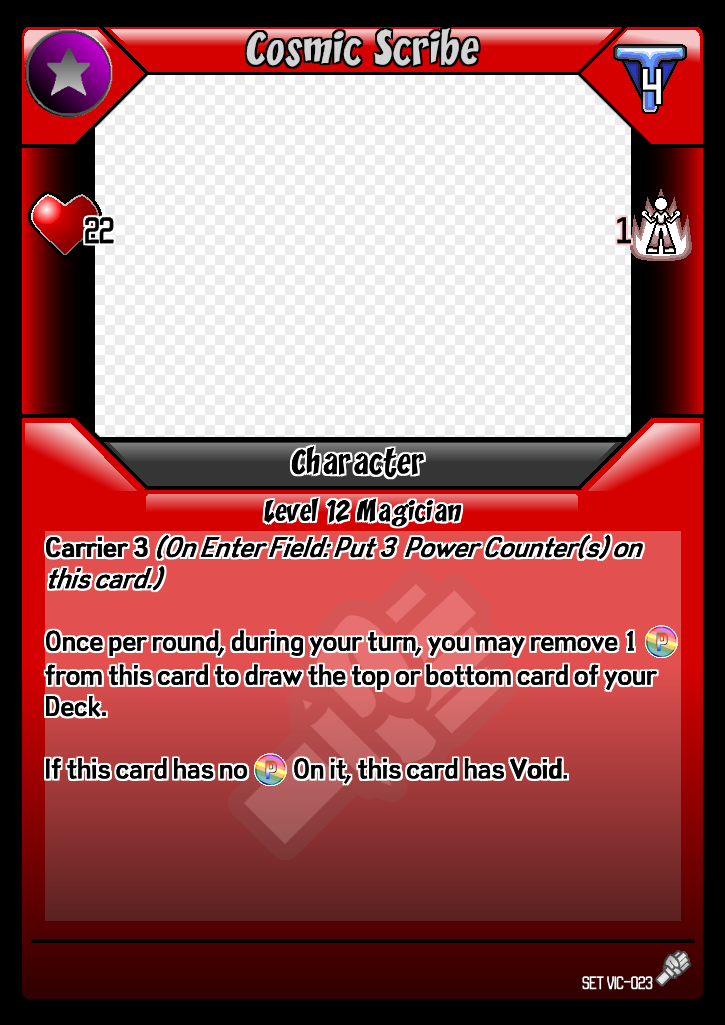 Cosmic Scribe
4
22
1
Character
Level 12 Magician
Carrier 3 (On Enter Field: Put 3 Power Counter(s) on
this card.)
Once per round, during your turn, you may remove 1 P
from this card to draw the top or bottom card of your
Deck.
If this card has no P On it, this card has Void.
SET VIC-023